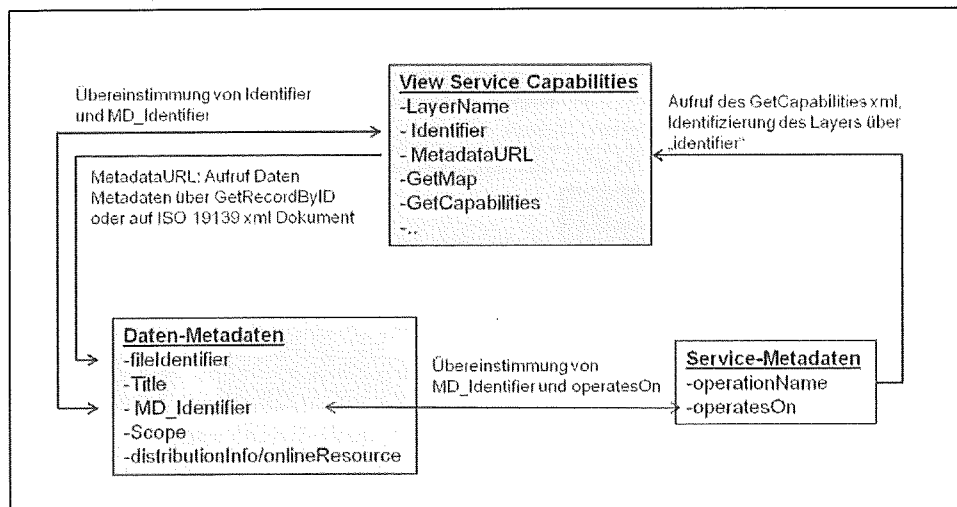 View Service Capabilities
-LayerName
- Identifier
- MetadataURL
-GetMap
-GetCapabilities
-..
Übereinstimmung von Identifier
und MD_Identifier
Aufruf des GetCapabilities xml,
Identifizierung des Layers über
„identifier“
MetadataURL: Aufruf Daten
Metadaten über GetRecordByID
oder auf ISO 19139 xml Dokument
Daten-Metadaten
-fileIdentifier
-Title
- MD_Identifier
-Scope
-distributionInfo/onlineResource
Übereinstimmung von
MD_Identifier und operatesOn
Service-Metadaten
-operationName
-operatesOn